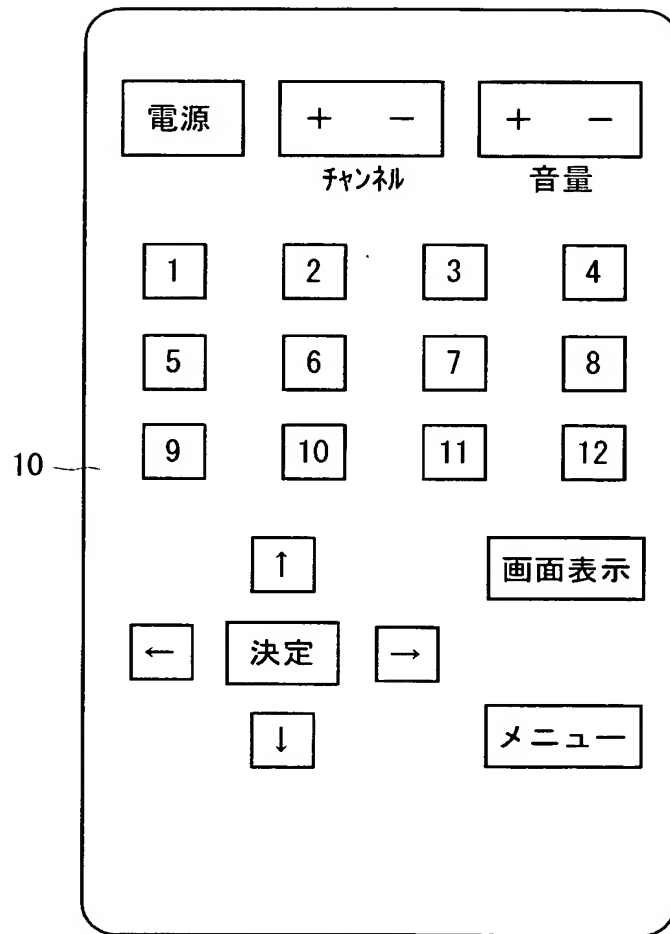 電源 + − + −
チャンネル 音量
1 2 3 4
5 6 7 8
9 10 11 12
10
↑ 画面表示
← 決定 →
↓ メニュー